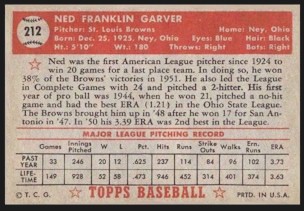 212
NED FRANKLIN GARVER
Pitcher: St. Louis Browns Home: Ney, Ohio
Born: Dec. 25, 1925, Ney, Ohio Eyes: Blue Hair: Black
Ht.: 5'10" Wt.: 180 Throws: Right Bats: Right
Ned was the first American League pitcher since 1924 to
win 20 games for a last place team. In doing so, he won
38% of the Browns' victories in 1951. He also led the League
in Complete Games with 24 and pitched a 2-hitter. His first
year of pro ball was 1944, when he won 21, pitched a
no-hitter and had the best ERA (1.21) in the Ohio State League.
The Browns brought him up in '48 after he won 17 for San An-
tonio in '47. In '50 his 3.39 ERA was 2nd best in the League.
MAJOR LEAGUE PITCHING RECORD
Games Innings Pitched Won Lost Pct. Hits Runs Strike Outs Walks Earn. Runs ERA
PAST YEAR 33 246 20 12 .625 237 114 84 96 102 3.73
LIFE-TIME 149 928 52 58 .473 946 452 314 401 374 3.63
© T. C. G. TOPPS BASEBALL PRTD. IN U.S.A.